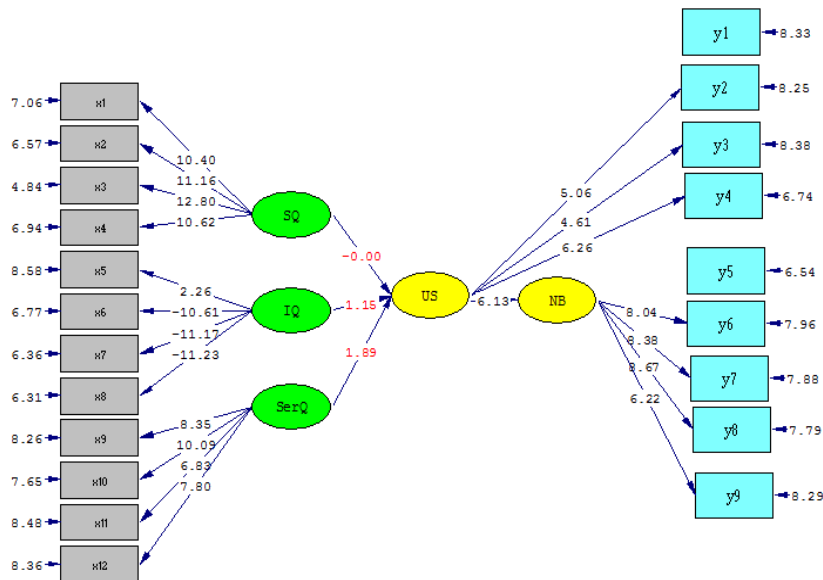 y1
8.33
y2
8.25
y3
8.38
y4
6.74
y5
6.54
y6
7.96
y7
7.88
y8
7.79
y9
8.29
7.06
x1
6.57
x2
4.84
x3
6.94
x4
8.58
x5
6.77
x6
6.36
x7
6.31
x8
8.26
x9
7.65
x10
8.48
x11
8.36
x12
10.40
11.16
12.80
10.62
2.26
-10.61
-11.17
-11.23
8.35
10.09
6.83
7.80
SQ
IQ
SerQ
-0.00
1.15
1.89
US
-6.13
NB
5.06
4.61
6.26
8.04
8.38
8.67
6.22